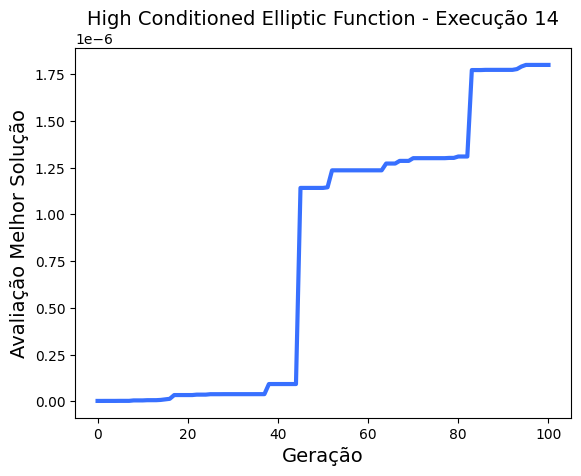 High Conditioned Elliptic Function - Execução 14
1e−6
1.75
1.50
1.25
1.00
0.75
0.50
0.25
0.00
Avaliação Melhor Solução
0 20 40 60 80 100
Geração